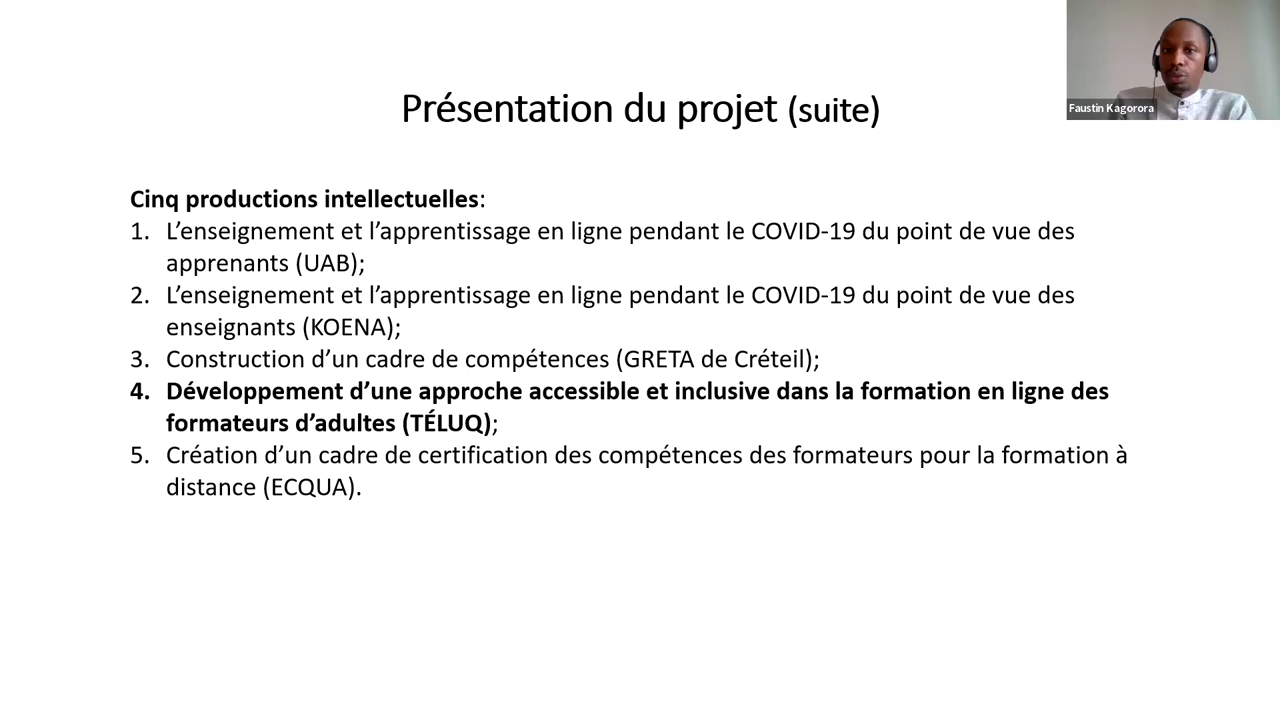 Présentation du projet (suite)
Faustin Kagorora
Cinq productions intellectuelles:
1. L’enseignement et l’apprentissage en ligne pendant le COVID-19 du point de vue des
apprenants (UAB);
2. L’enseignement et l’apprentissage en ligne pendant le COVID-19 du point de vue des
enseignants (KOENA);
3. Construction d’un cadre de compétences (GRETA de Créteil);
4. Développement d’une approche accessible et inclusive dans la formation en ligne des
formateurs d’adultes (TÉLUQ);
5. Création d’un cadre de certification des compétences des formateurs pour la formation à
distance (ECQUA).